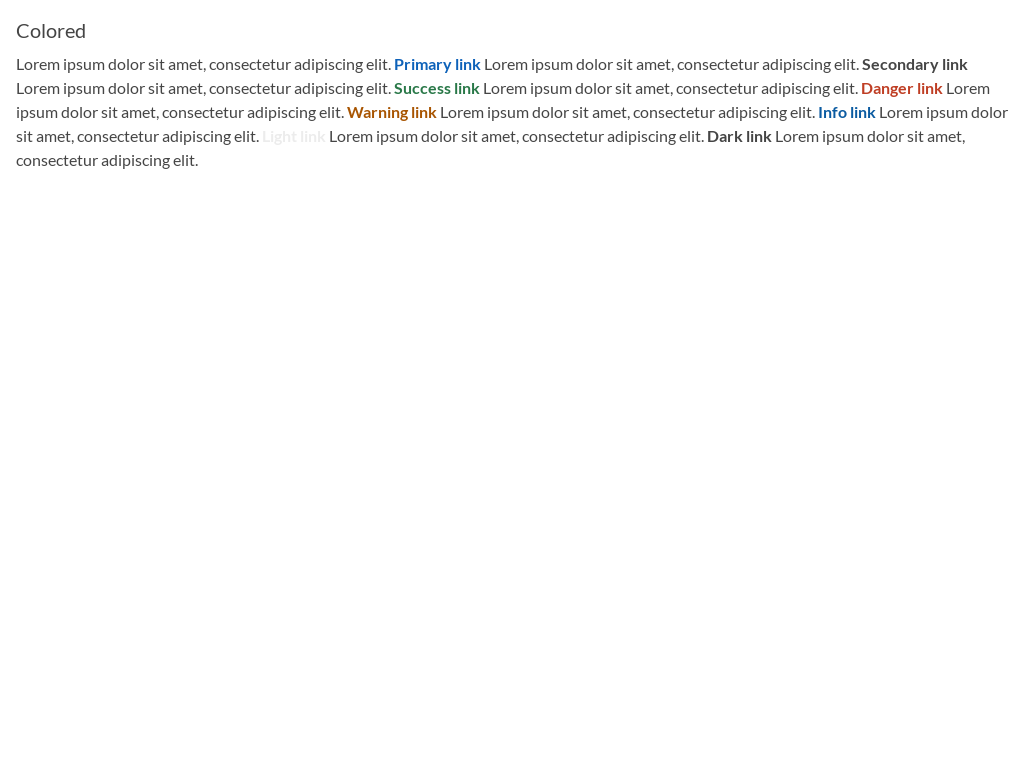 Colored
Lorem ipsum dolor sit amet, consectetur adipiscing elit. Primary link Lorem ipsum dolor sit amet, consectetur adipiscing elit. Secondary link
Lorem ipsum dolor sit amet, consectetur adipiscing elit. Success link Lorem ipsum dolor sit amet, consectetur adipiscing elit. Danger link Lorem
ipsum dolor sit amet, consectetur adipiscing elit. Warning link Lorem ipsum dolor sit amet, consectetur adipiscing elit. Info link Lorem ipsum dolor
sit amet, consectetur adipiscing elit. Light link Lorem ipsum dolor sit amet, consectetur adipiscing elit. Dark link Lorem ipsum dolor sit amet,
consectetur adipiscing elit.